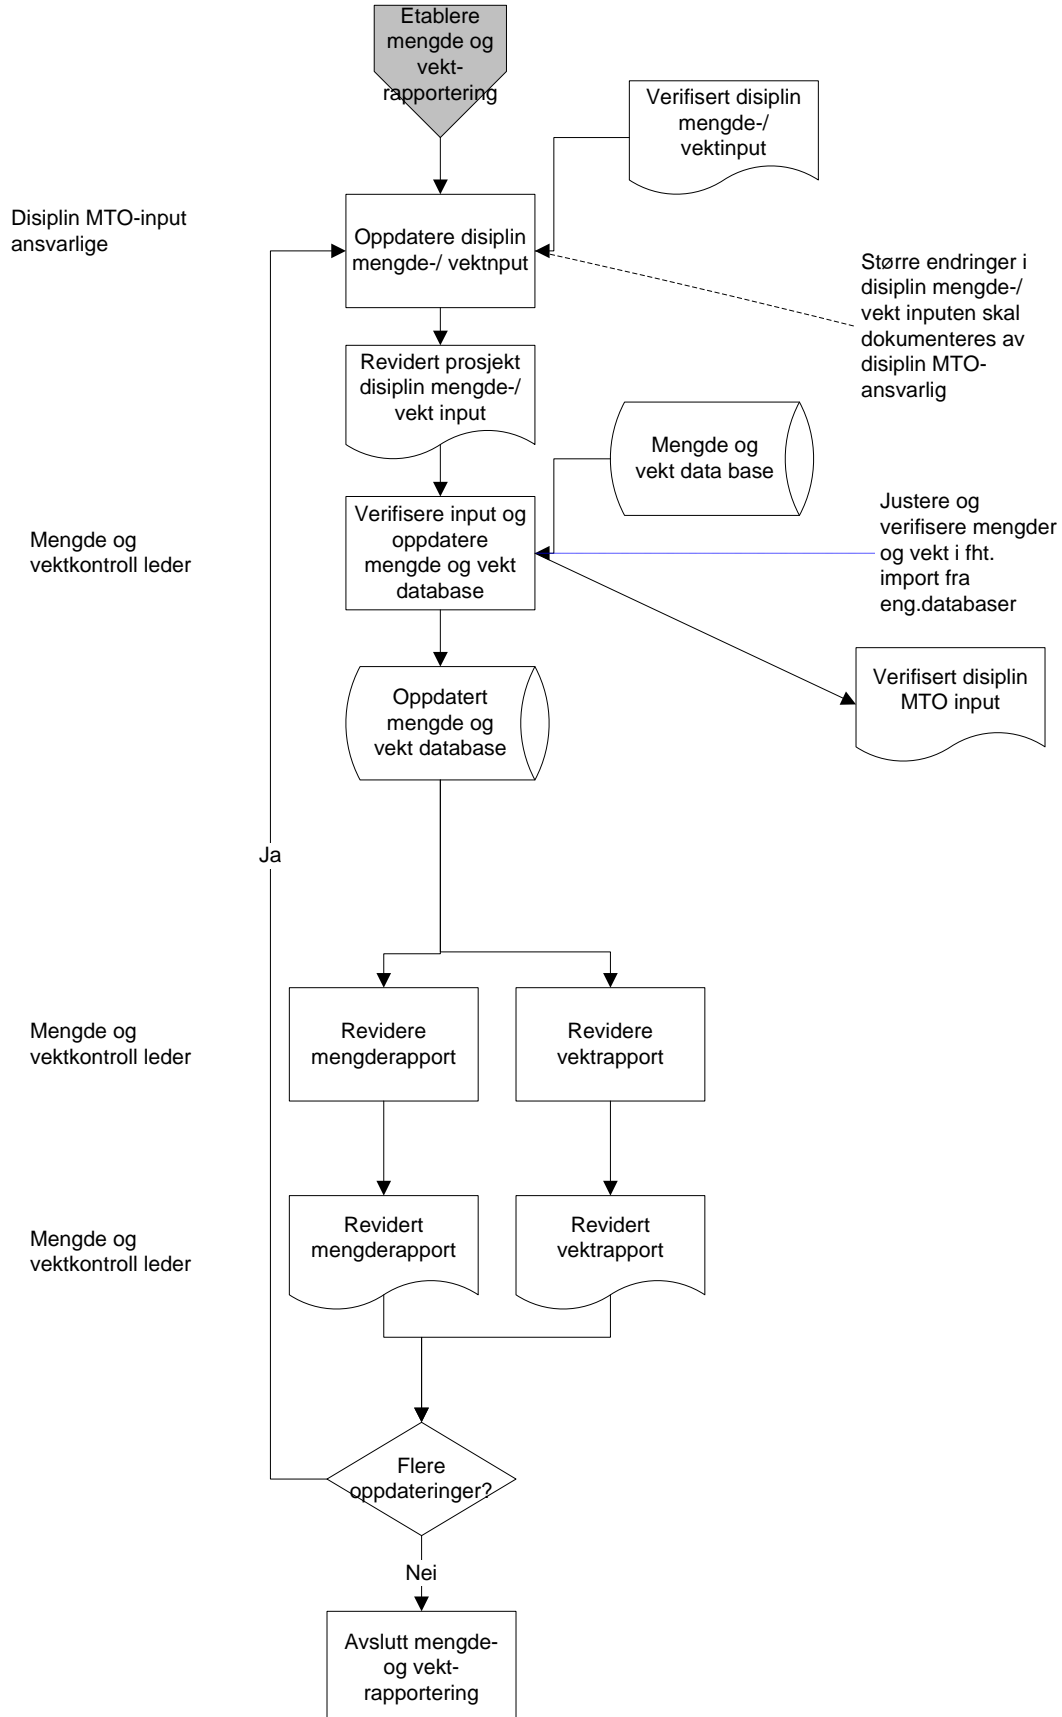 Etablere
mengde og
vekt-
rapportering
Verifisert disiplin
mengde-/
vektinput
Disiplin MTO-input
ansvarlige
Oppdatere disiplin
mengde-/ vektnput
Større endringer i
disiplin mengde-/
vekt inputen skal
dokumenteres av
disiplin MTO-
ansvarlig
Revidert prosjekt
disiplin mengde-/
vekt input
Mengde og
vekt data base
Mengde og
vektkontroll leder
Verifisere input og
oppdatere
mengde og vekt
database
Justere og
verifisere mengder
og vekt i fht.
import fra
eng.databaser
Verifisert disiplin
MTO input
Oppdatert
mengde og
vekt database
Ja
Mengde og
vektkontroll leder
Revidere
mengderapport
Revidere
vektrapport
Mengde og
vektkontroll leder
Revidert
mengderapport
Revidert
vektrapport
Flere
oppdateringer?
Nei
Avslutt mengde-
og vekt-
rapportering